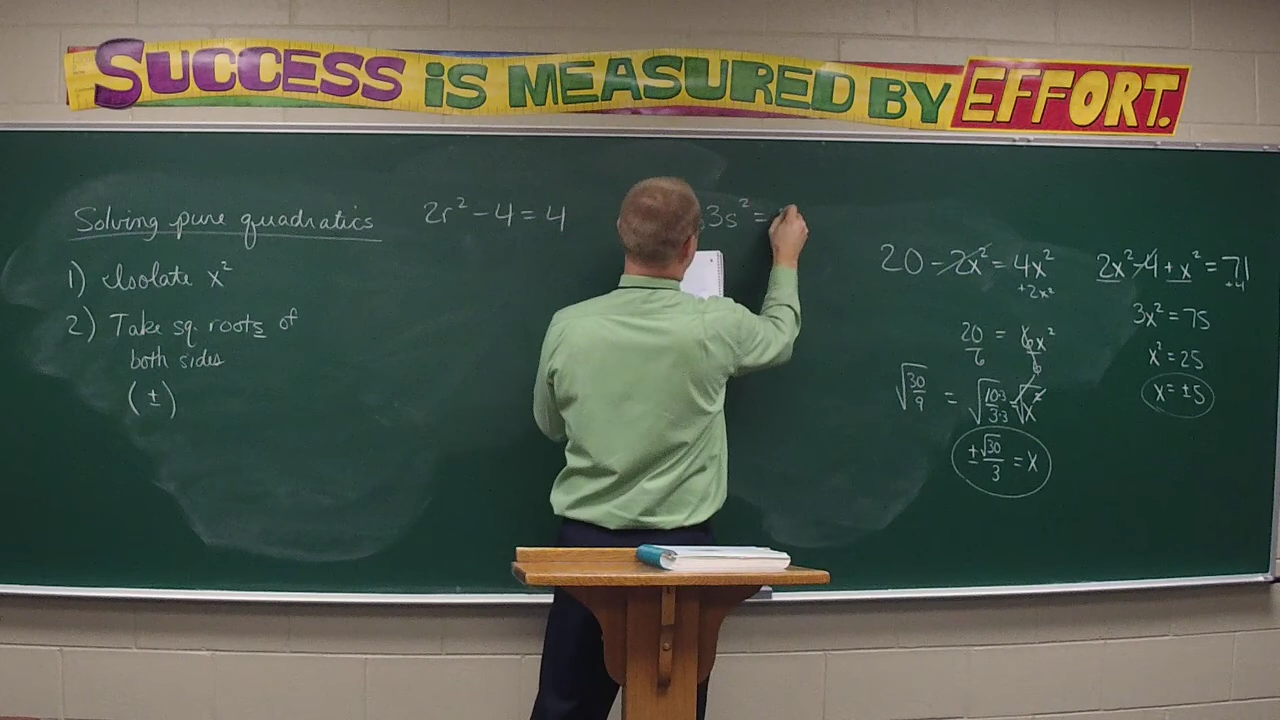 SUCCESS iS MEASURED BY EFFORT.
Solving pure quadratics
1) Isolate x²
2) Take sq. roots of
both sides
(±)
2r² - 4 = 4
3s² =
20 - 2x² = 4x²
+2x²
20/6 = 6x²/6
√30/9 = √10·3/3·3 √x²
±√30/3 = x
2x² - 4 + x² = 71
+4
3x² = 75
x² = 25
x = ±5